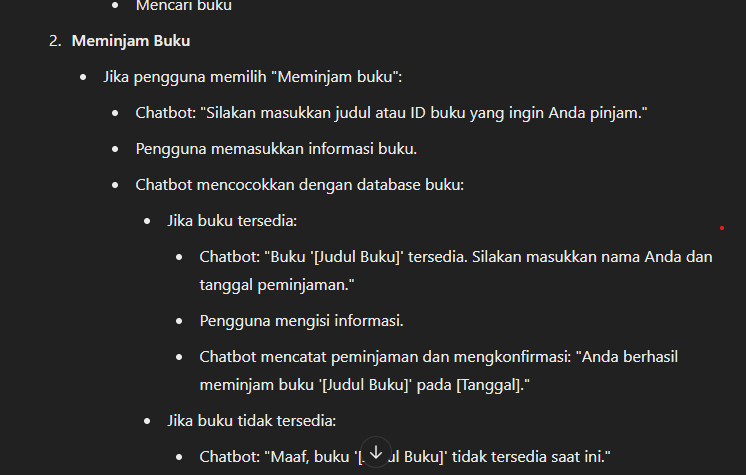 Mencari buku
2. Meminjam Buku
Jika pengguna memilih "Meminjam buku":
Chatbot: "Silakan masukkan judul atau ID buku yang ingin Anda pinjam."
Pengguna memasukkan informasi buku.
Chatbot mencocokkan dengan database buku:
Jika buku tersedia:
Chatbot: "Buku '[Judul Buku]' tersedia. Silakan masukkan nama Anda dan
tanggal peminjaman."
Pengguna mengisi informasi.
Chatbot mencatat peminjaman dan mengkonfirmasi: "Anda berhasil
meminjam buku '[Judul Buku]' pada [Tanggal]."
Jika buku tidak tersedia:
Chatbot: "Maaf, buku Buku]' tidak tersedia saat ini."